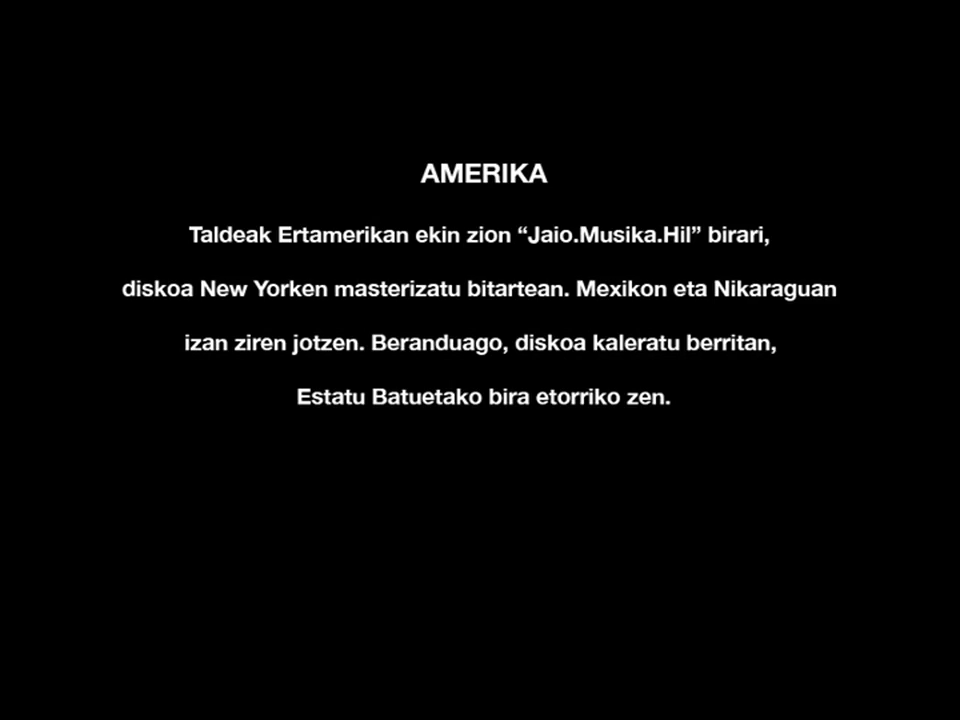 AMERIKA
Taldeak Ertamerikan ekin zion “Jaio.Musika.Hil” birari,
diskoa New Yorken masterizatu bitartean. Mexikon eta Nikaraguan
izan ziren jotzen. Beranduago, diskoa kaleratu berritan,
Estatu Batuetako bira etorriko zen.